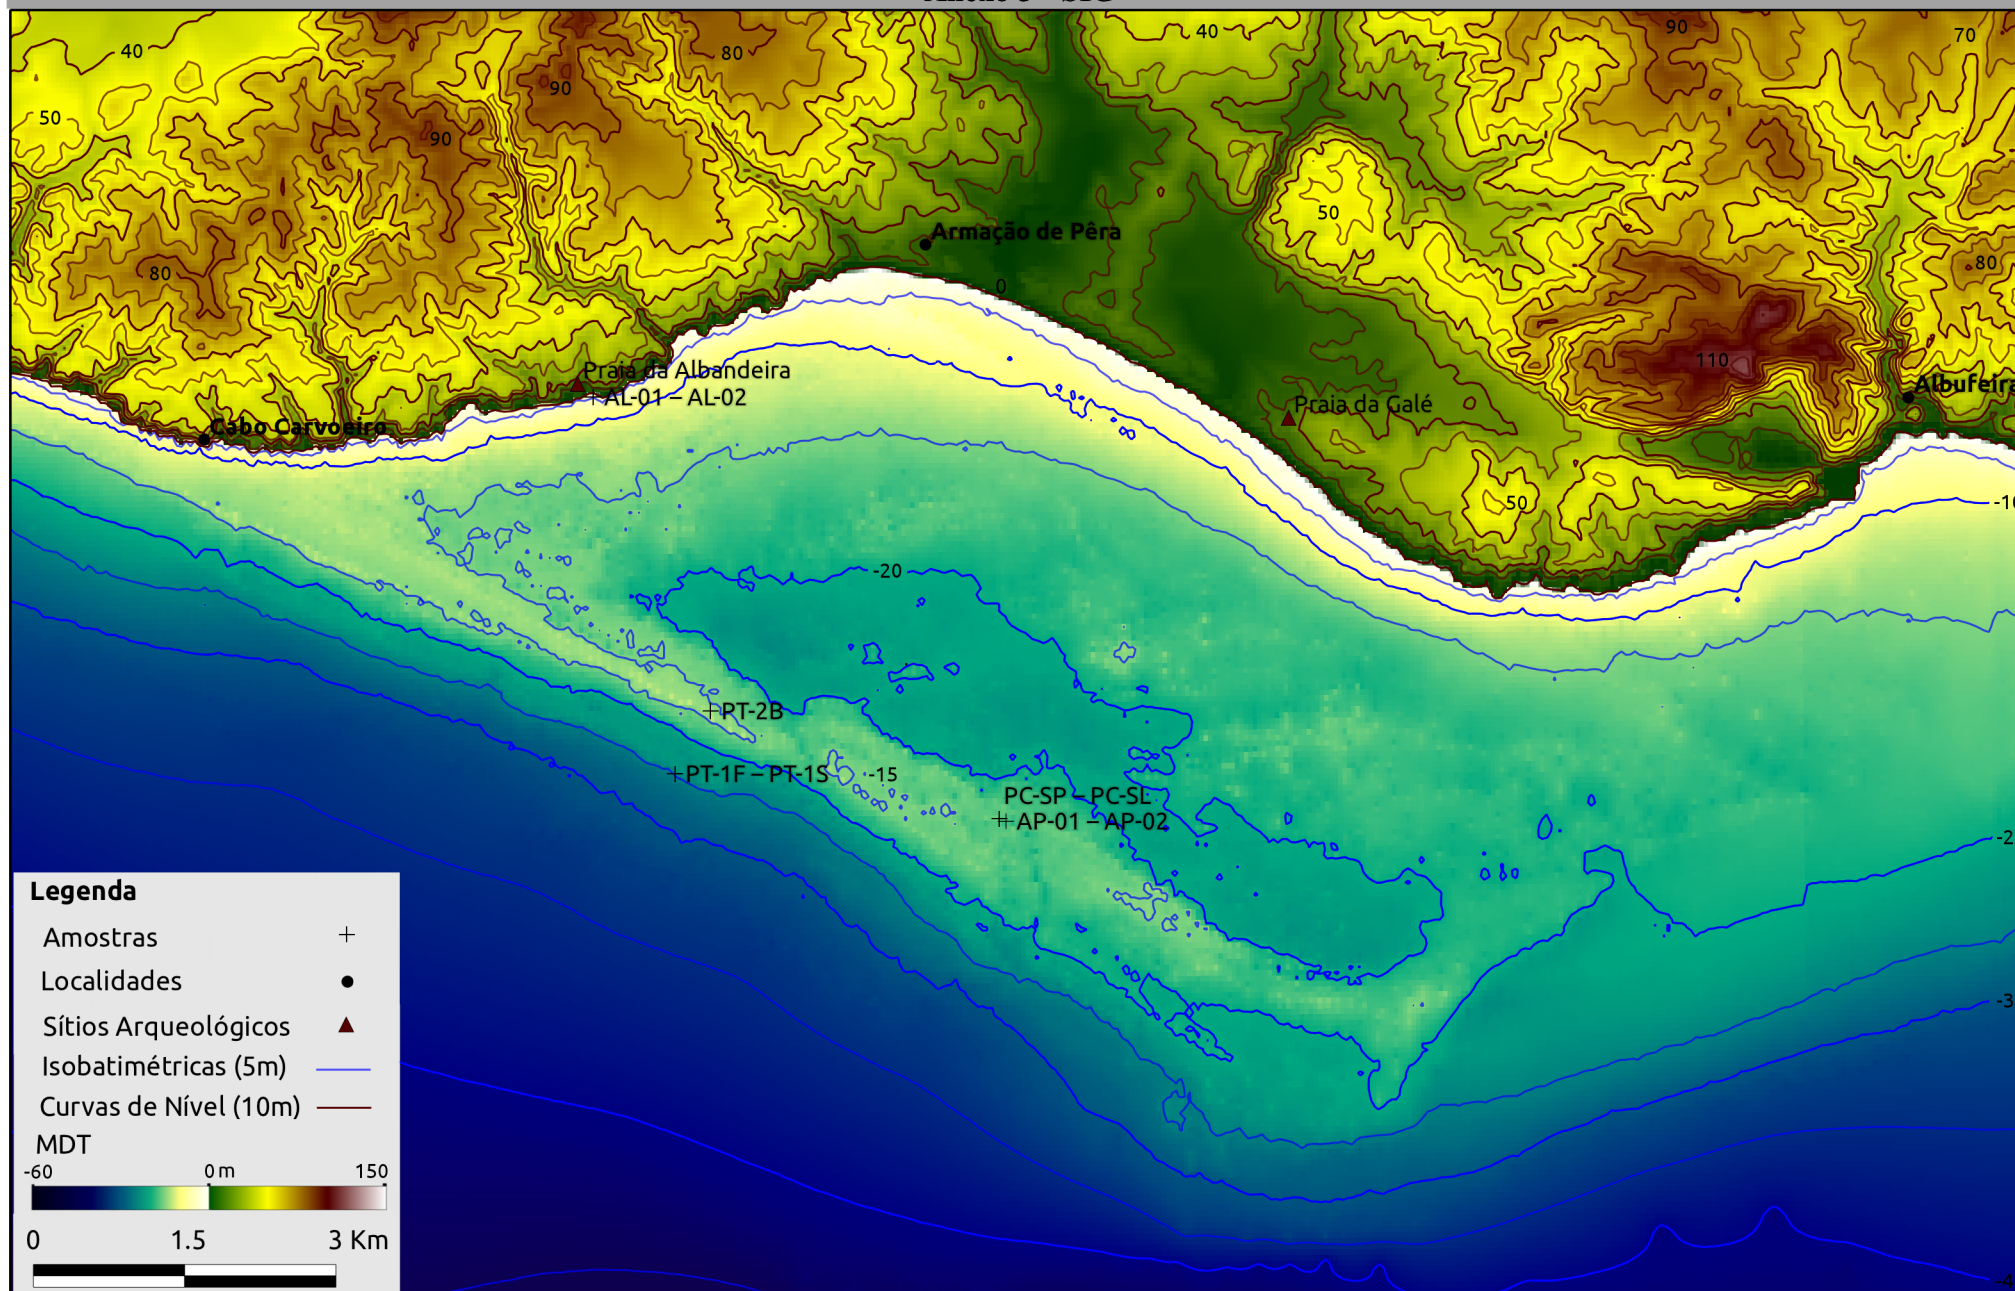 40
80
40
90
70
90
50
90
50
Armação de Pêra
80
80
0
110
Praia da Albandeira
AL-01 – AL-02
Praia da Galé
Albufeira
Cabo Carvoeiro
50
-20
PT-2B
PT-1F – PT-1S
-15
PC-SP – PC-SL
AP-01 – AP-02
Legenda
Amostras
Localidades
Sítios Arqueológicos
Isobatimétricas (5m)
Curvas de Nível (10m)
MDT
-60 0 m 150
0 1.5 3 Km